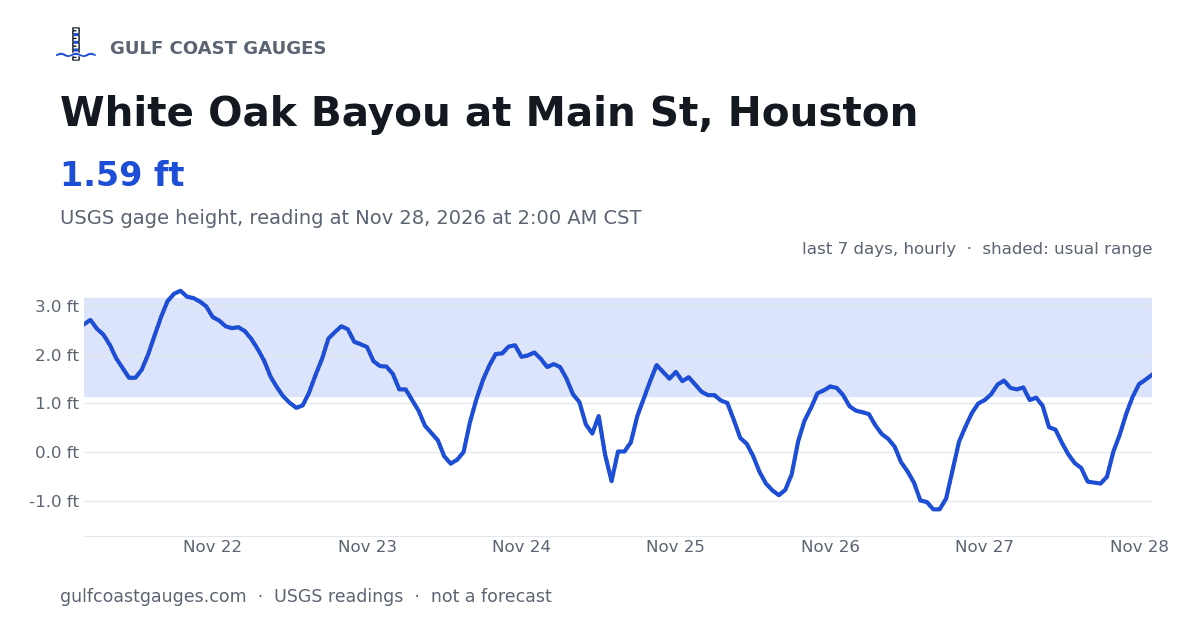 GULF COAST GAUGES
White Oak Bayou at Main St, Houston
1.59 ft
USGS gage height, reading at Nov 28, 2026 at 2:00 AM CST
last 7 days, hourly · shaded: usual range
3.0 ft
2.0 ft
1.0 ft
0.0 ft
-1.0 ft
Nov 22 Nov 23 Nov 24 Nov 25 Nov 26 Nov 27 Nov 28
gulfcoastgauges.com · USGS readings · not a forecast